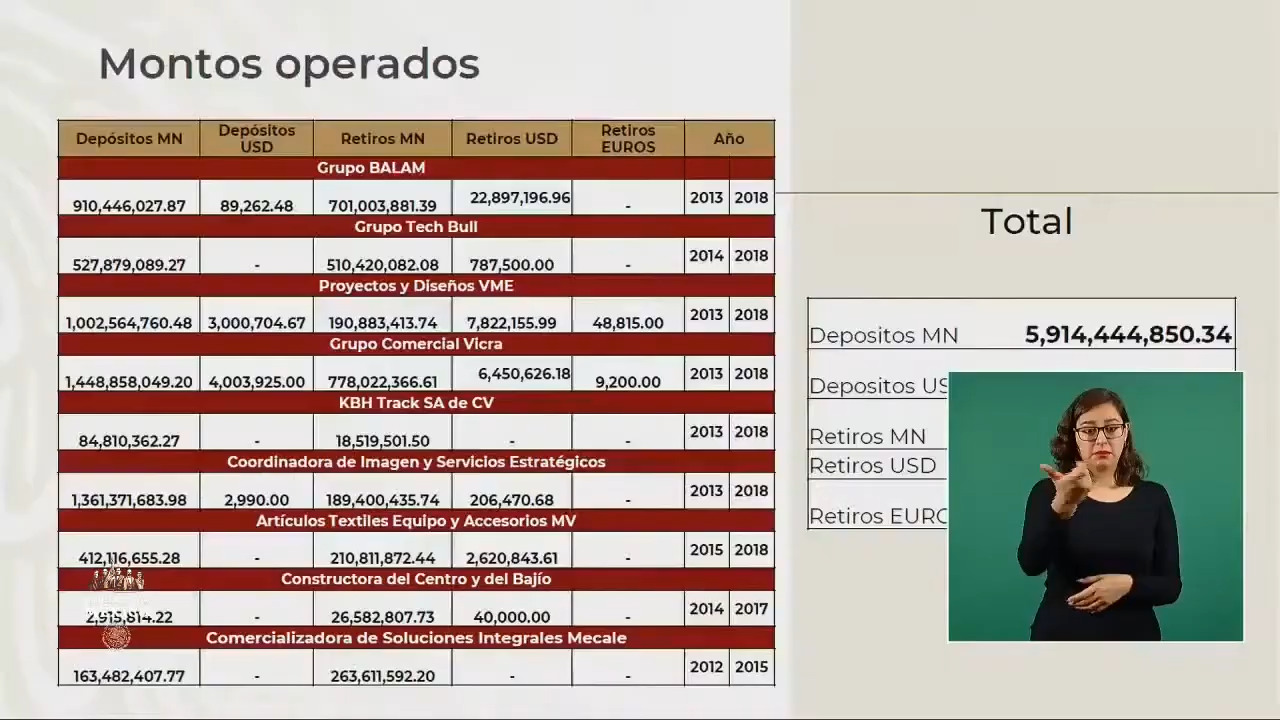 Montos operados
Depósitos MN Depósitos USD Retiros MN Retiros USD Retiros EUROS Año
Grupo BALAM
910,446,027.87 89,262.48 701,003,881.39 22,897,196.96 - 2013 2018
Grupo Tech Bull
527,879,089.27 - 510,420,082.08 787,500.00 - 2014 2018
Proyectos y Diseños VME
1,002,564,760.48 3,000,704.67 190,883,413.74 7,822,155.99 48,815.00 2013 2018
Grupo Comercial Vicra
1,448,858,049.20 4,003,925.00 778,022,366.61 6,450,626.18 9,200.00 2013 2018
KBH Track SA de CV
84,810,362.27 - 18,519,501.50 - - 2013 2018
Coordinadora de Imagen y Servicios Estratégicos
1,361,371,683.98 2,990.00 189,400,435.74 206,470.68 - 2013 2018
Artículos Textiles Equipo y Accesorios MV
412,116,655.28 - 210,811,872.44 2,620,843.61 - 2015 2018
Constructora del Centro y del Bajío
2,915,814.22 - 26,582,807.73 40,000.00 - 2014 2017
Comercializadora de Soluciones Integrales Mecale
163,482,407.77 - 263,611,592.20 - - 2012 2015
Total
Depositos MN 5,914,444,850.34
Depositos US
Retiros MN
Retiros USD
Retiros EURO